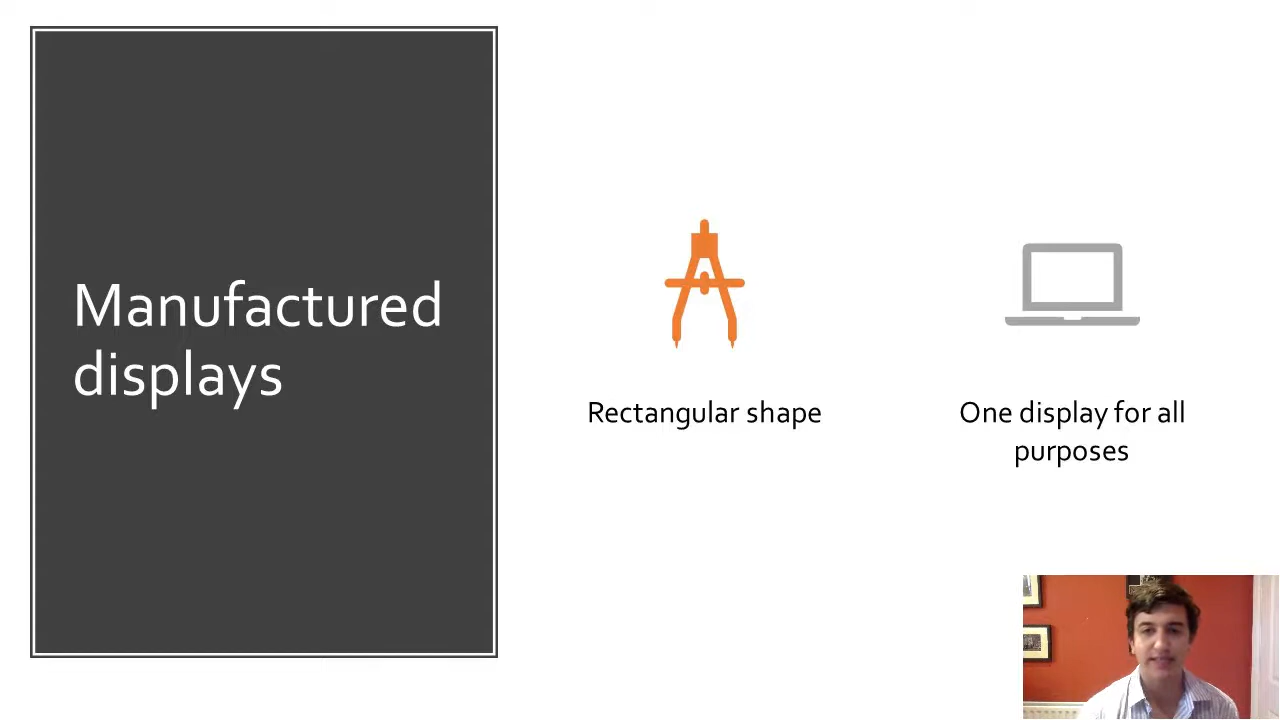 Manufactured
displays
Rectangular shape
One display for all
purposes